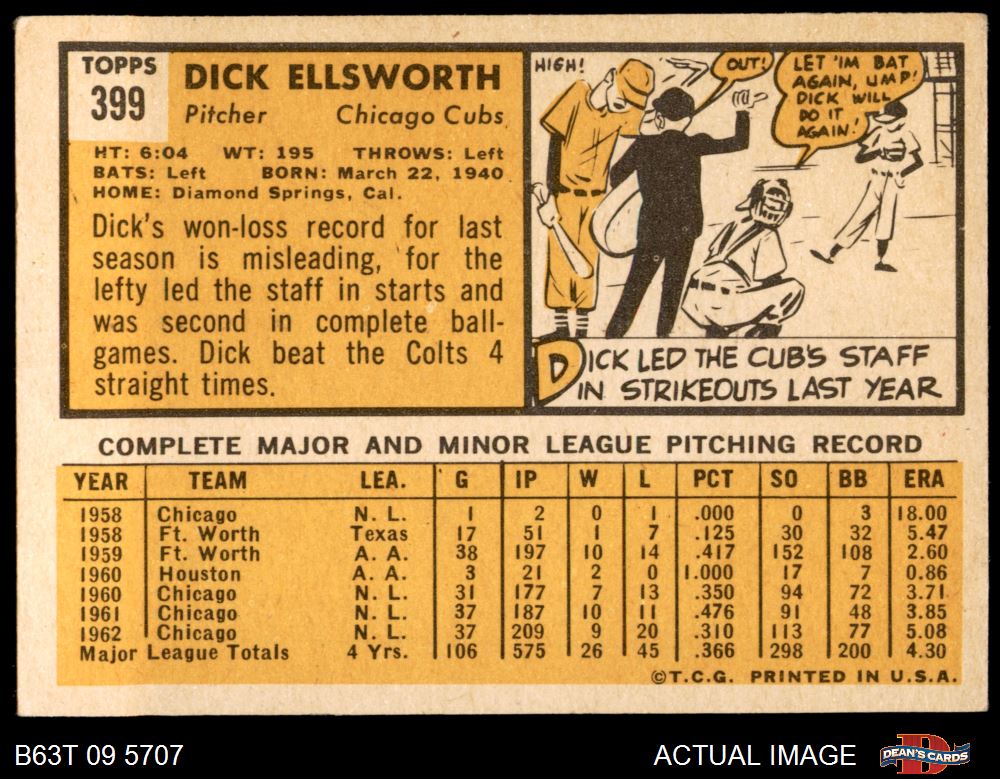 TOPPS
399
DICK ELLSWORTH
Pitcher Chicago Cubs
HT: 6:04 WT: 195 THROWS: Left
BATS: Left BORN: March 22, 1940
HOME: Diamond Springs, Cal.
Dick's won-loss record for last
season is misleading, for the
lefty led the staff in starts and
was second in complete ball-
games. Dick beat the Colts 4
straight times.
HIGH!
OUT!
LET 'IM BAT
AGAIN, UMP!
DICK WILL
DO IT
AGAIN!
DICK LED THE CUB'S STAFF
IN STRIKEOUTS LAST YEAR
COMPLETE MAJOR AND MINOR LEAGUE PITCHING RECORD
YEAR TEAM LEA. G IP W L PCT SO BB ERA
1958 Chicago N. L. 1 2 0 1 .000 0 3 18.00
1958 Ft. Worth Texas 17 51 1 7 .125 30 32 5.47
1959 Ft. Worth A. A. 38 197 10 14 .417 152 108 2.60
1960 Houston A. A. 3 21 2 0 1.000 17 7 0.86
1960 Chicago N. L. 31 177 7 13 .350 94 72 3.71
1961 Chicago N. L. 37 187 10 11 .476 91 48 3.85
1962 Chicago N. L. 37 209 9 20 .310 113 77 5.08
Major League Totals 4 Yrs. 106 575 26 45 .366 298 200 4.30
©T.C.G. PRINTED IN U.S.A.
B63T 09 5707 ACTUAL IMAGE DEAN'S CARDS